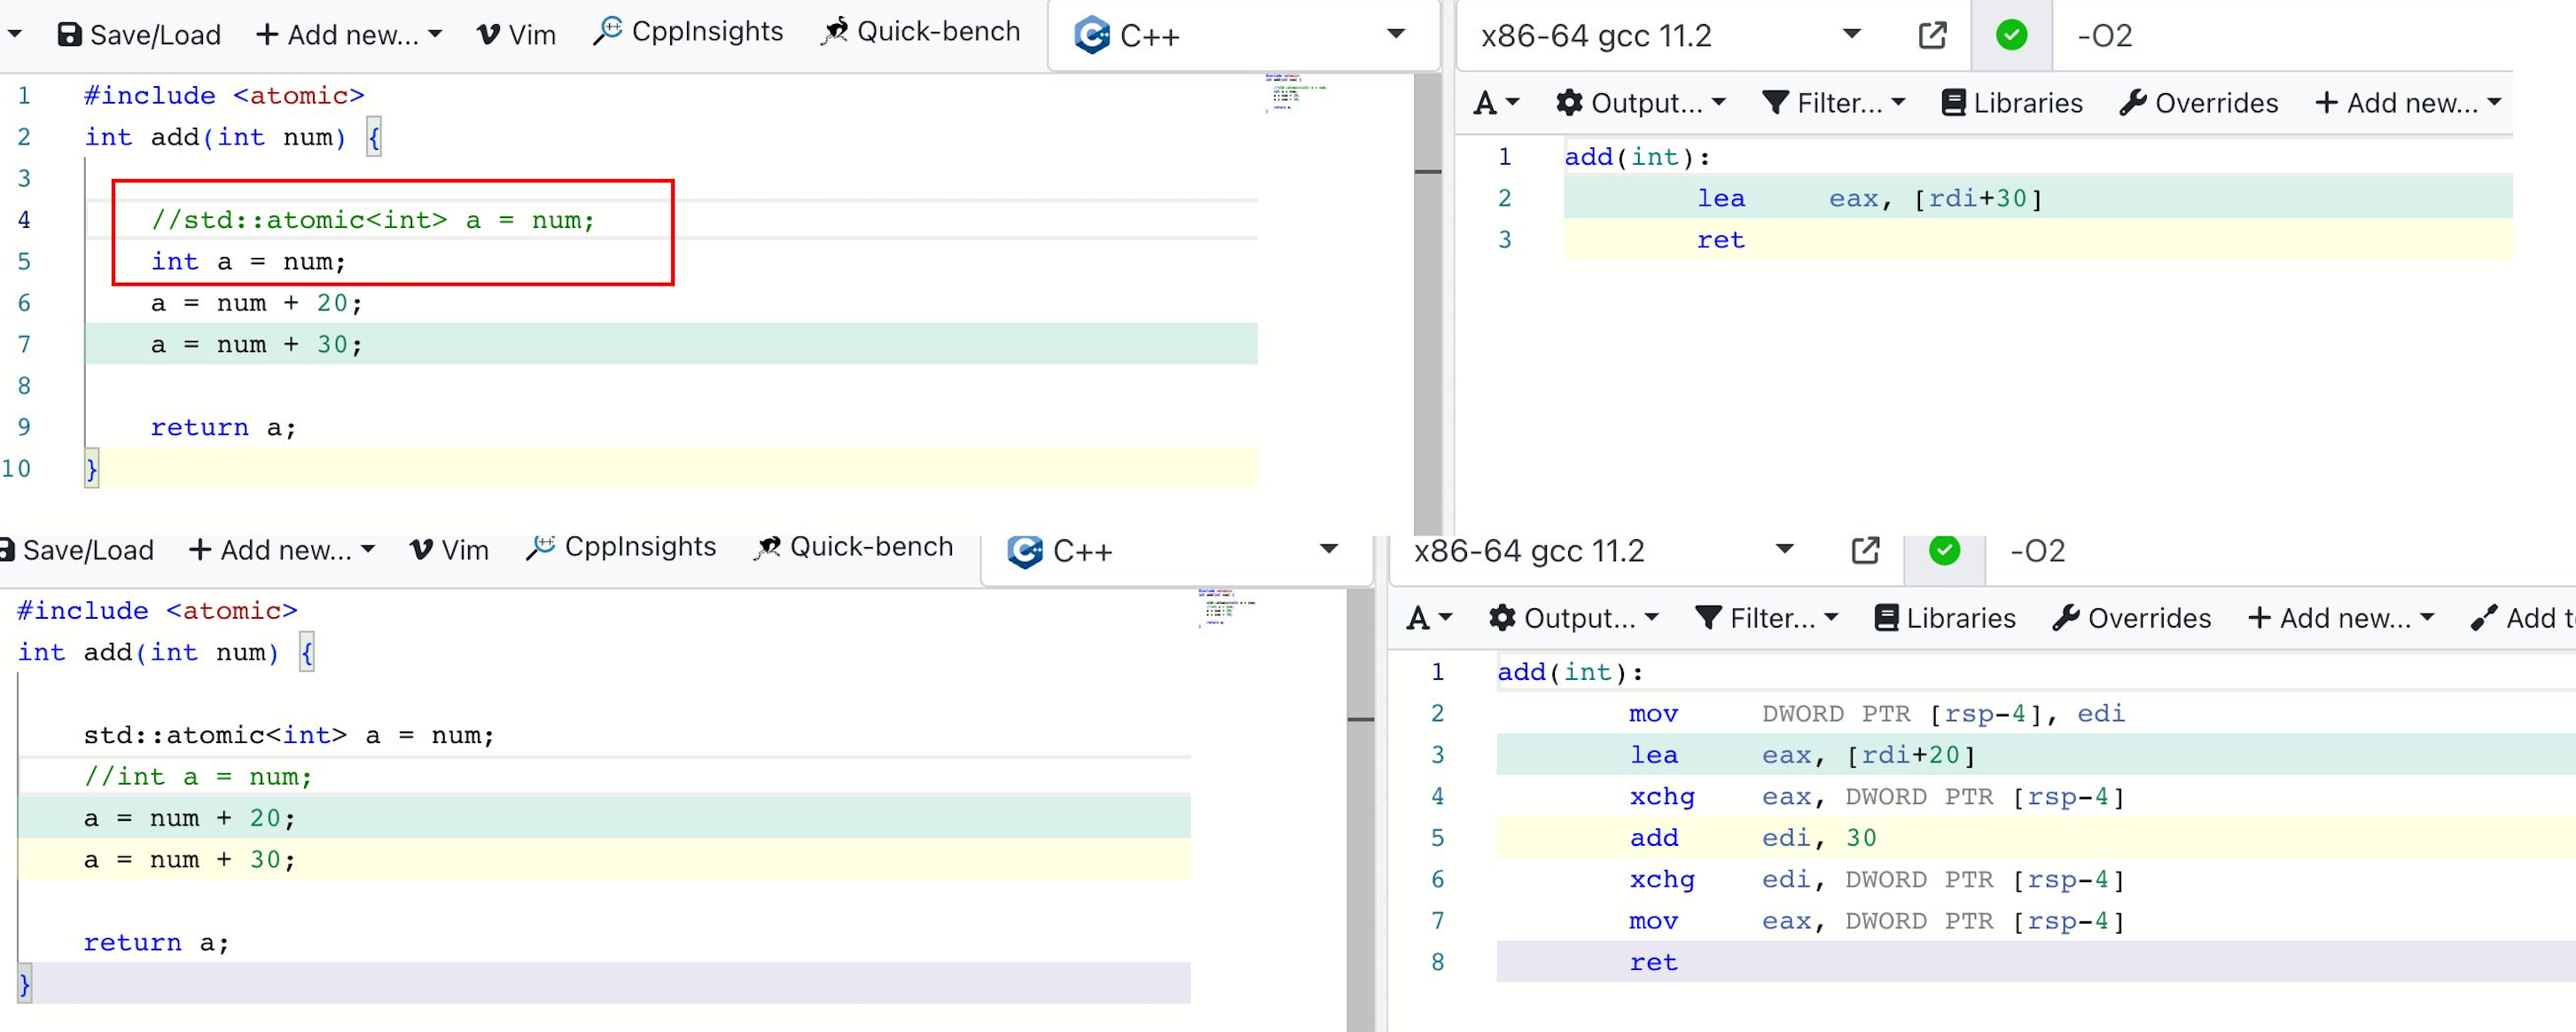 Save/Load + Add new... Vim CppInsights Quick-bench C++ x86-64 gcc 11.2 -O2
A Output... Filter... Libraries Overrides + Add new...
1 #include <atomic>
2 int add(int num) {
3
4 //std::atomic<int> a = num;
5 int a = num;
6 a = num + 20;
7 a = num + 30;
8
9 return a;
10 }
1 add(int):
2 lea eax, [rdi+30]
3 ret
Save/Load + Add new... Vim CppInsights Quick-bench C++ x86-64 gcc 11.2 -O2
A Output... Filter... Libraries Overrides + Add new... Add
#include <atomic>
int add(int num) {
std::atomic<int> a = num;
//int a = num;
a = num + 20;
a = num + 30;
return a;
}
1 add(int):
2 mov DWORD PTR [rsp-4], edi
3 lea eax, [rdi+20]
4 xchg eax, DWORD PTR [rsp-4]
5 add edi, 30
6 xchg edi, DWORD PTR [rsp-4]
7 mov eax, DWORD PTR [rsp-4]
8 ret